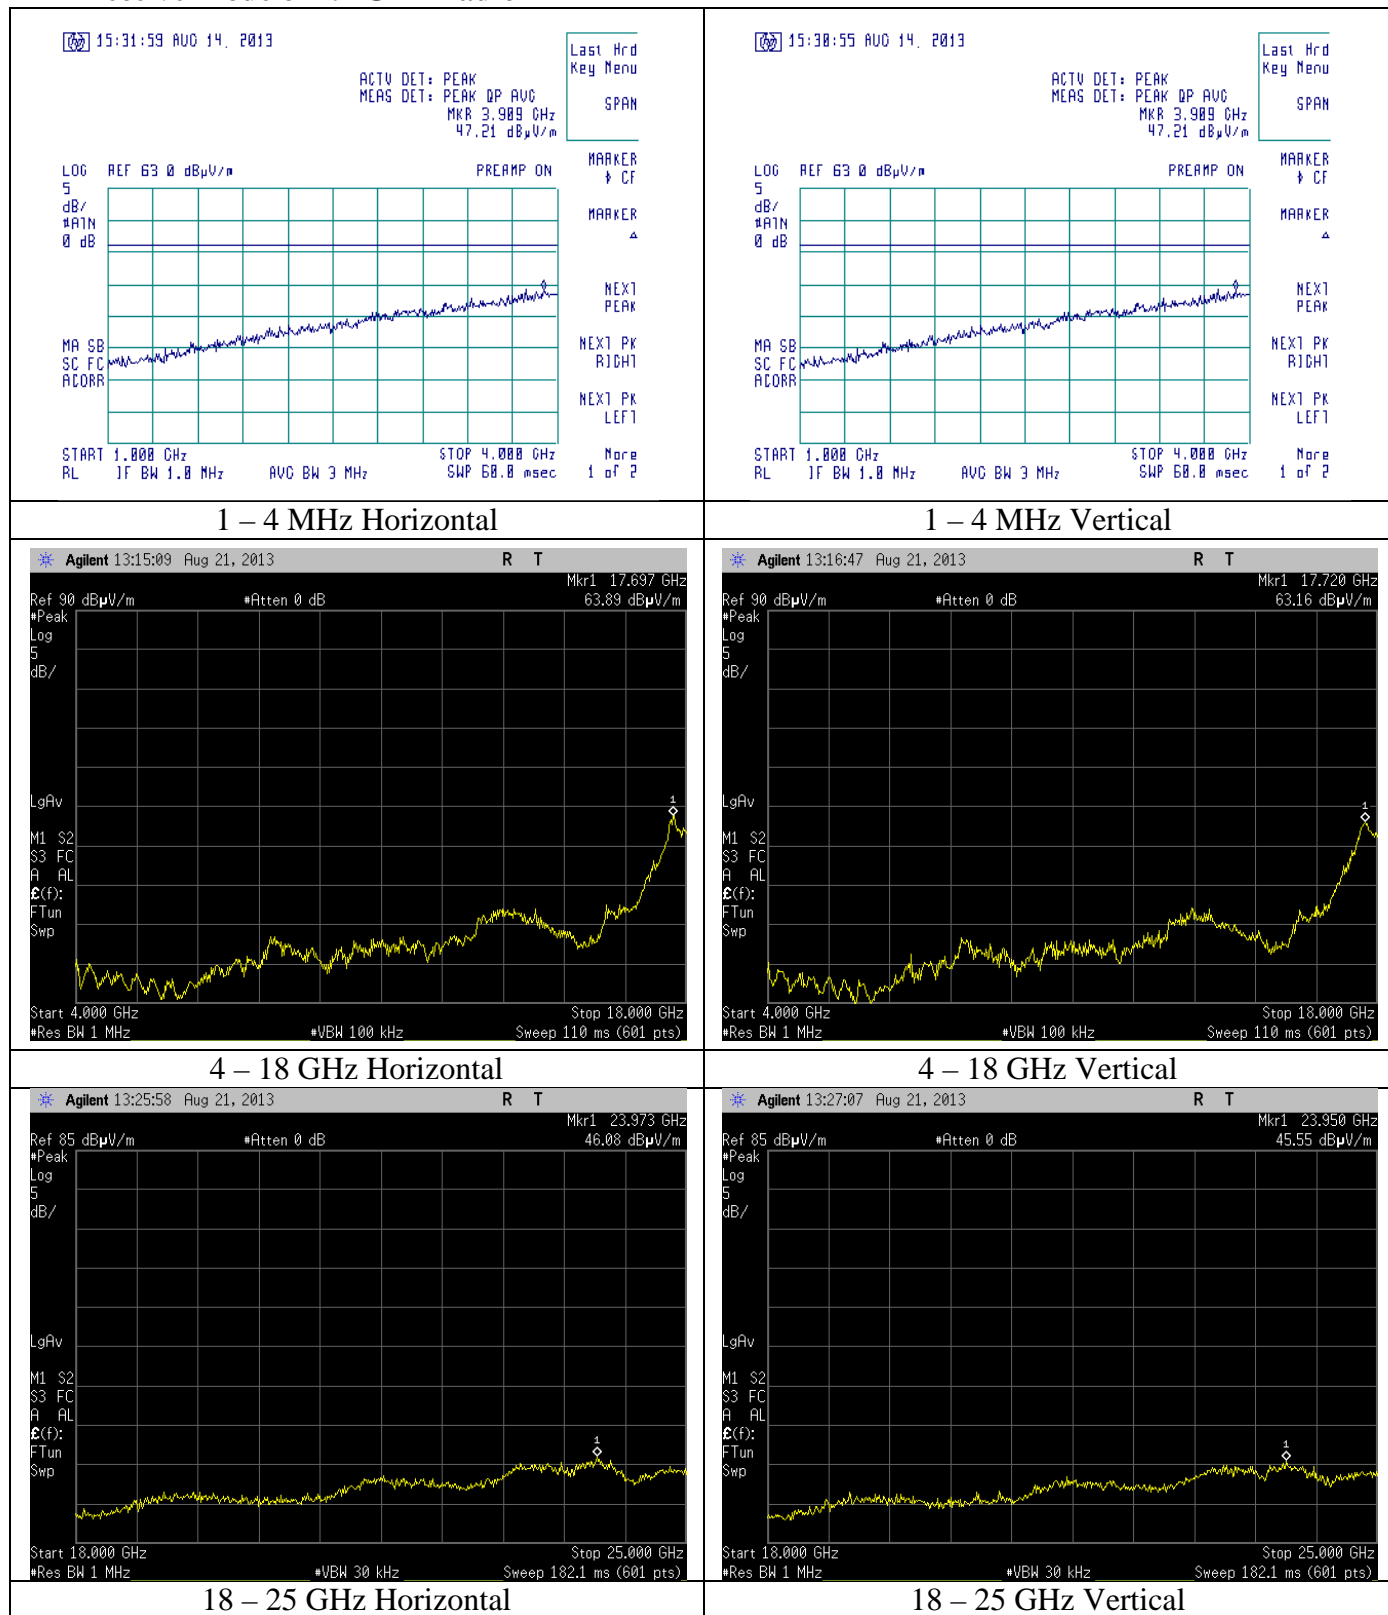 15:31:59 AUG 14, 2013
ACTV DET: PEAK
MEAS DET: PEAK QP AVG
MKR 3.909 GHz
47.21 dBµV/m
LOG REF 63.0 dBµV/m PREAMP ON
5
dB/
#ATN
0 dB
MA SB
SC FC
ACORR
START 1.000 GHz STOP 4.000 GHz
RL IF BW 1.0 MHz AVG BW 3 MHz SWP 60.0 msec
Last Hrd
Key Menu
SPAN
MARKER
CF
MARKER
Δ
NEXT
PEAK
NEXT PK
RIGHT
NEXT PK
LEFT
More
1 of 2
15:30:55 AUG 14, 2013
ACTV DET: PEAK
MEAS DET: PEAK QP AVG
MKR 3.909 GHz
47.21 dBµV/m
LOG REF 63.0 dBµV/m PREAMP ON
5
dB/
#ATN
0 dB
MA SB
SC FC
ACORR
START 1.000 GHz STOP 4.000 GHz
RL IF BW 1.0 MHz AVG BW 3 MHz SWP 60.0 msec
Last Hrd
Key Menu
SPAN
MARKER
CF
MARKER
Δ
NEXT
PEAK
NEXT PK
RIGHT
NEXT PK
LEFT
More
1 of 2
1 – 4 MHz Horizontal
1 – 4 MHz Vertical
Agilent 13:15:09 Aug 21, 2013 R T
Mkr1 17.697 GHz
Ref 90 dBµV/m #Atten 0 dB 63.89 dBµV/m
#Peak
Log
5
dB/
1
LgAv
M1 S2
S3 FC
A AL
£(f):
FTun
Swp
Start 4.000 GHz Stop 18.000 GHz
#Res BW 1 MHz #VBW 100 kHz Sweep 110 ms (601 pts)
Agilent 13:16:47 Aug 21, 2013 R T
Mkr1 17.720 GHz
Ref 90 dBµV/m #Atten 0 dB 63.16 dBµV/m
#Peak
Log
5
dB/
1
LgAv
M1 S2
S3 FC
A AL
£(f):
FTun
Swp
Start 4.000 GHz Stop 18.000 GHz
#Res BW 1 MHz #VBW 100 kHz Sweep 110 ms (601 pts)
4 – 18 GHz Horizontal
4 – 18 GHz Vertical
Agilent 13:25:58 Aug 21, 2013 R T
Mkr1 23.973 GHz
Ref 85 dBµV/m #Atten 0 dB 46.08 dBµV/m
#Peak
Log
5
dB/
LgAv
M1 S2
S3 FC
A AL
£(f):
1
FTun
Swp
Start 18.000 GHz Stop 25.000 GHz
#Res BW 1 MHz #VBW 30 kHz Sweep 182.1 ms (601 pts)
Agilent 13:27:07 Aug 21, 2013 R T
Mkr1 23.950 GHz
Ref 85 dBµV/m #Atten 0 dB 45.55 dBµV/m
#Peak
Log
5
dB/
LgAv
M1 S2
S3 FC
A AL
£(f):
1
FTun
Swp
Start 18.000 GHz Stop 25.000 GHz
#Res BW 1 MHz #VBW 30 kHz Sweep 182.1 ms (601 pts)
18 – 25 GHz Horizontal
18 – 25 GHz Vertical